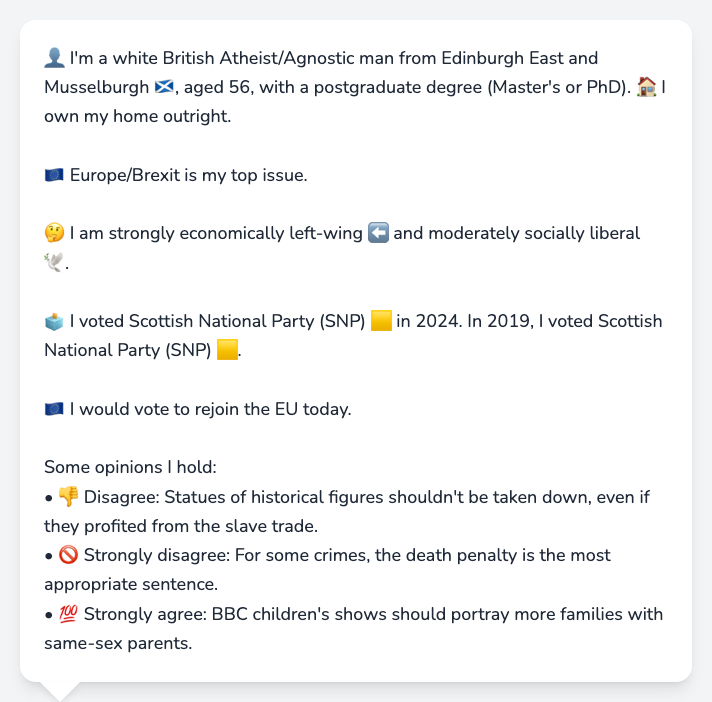 👤 I'm a white British Atheist/Agnostic man from Edinburgh East and
Musselburgh 🏴󠁧󠁢󠁳󠁣󠁴󠁿, aged 56, with a postgraduate degree (Master's or PhD). 🏠 I
own my home outright.
🇪🇺 Europe/Brexit is my top issue.
🤔 I am strongly economically left-wing ⬅️ and moderately socially liberal
🕊️.
🗳️ I voted Scottish National Party (SNP) 🟨 in 2024. In 2019, I voted Scottish
National Party (SNP) 🟨.
🇪🇺 I would vote to rejoin the EU today.
Some opinions I hold:
• 👎 Disagree: Statues of historical figures shouldn't be taken down, even if
they profited from the slave trade.
• 🚫 Strongly disagree: For some crimes, the death penalty is the most
appropriate sentence.
• 💯 Strongly agree: BBC children's shows should portray more families with
same-sex parents.